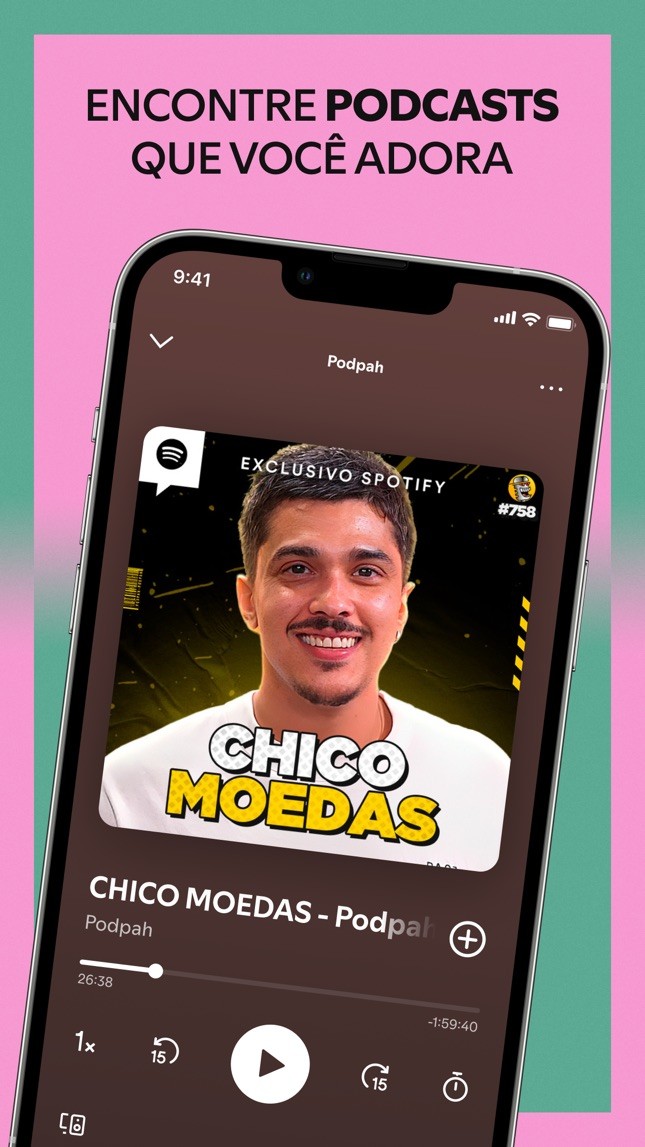 ENCONTRE PODCASTS
QUE VOCÊ ADORA
9:41
Podpah
EXCLUSIVO SPOTIFY
#758
CHICO
MOEDAS
CHICO MOEDAS - Podpah
Podpah
26:38
-1:59:40
1x
15
15